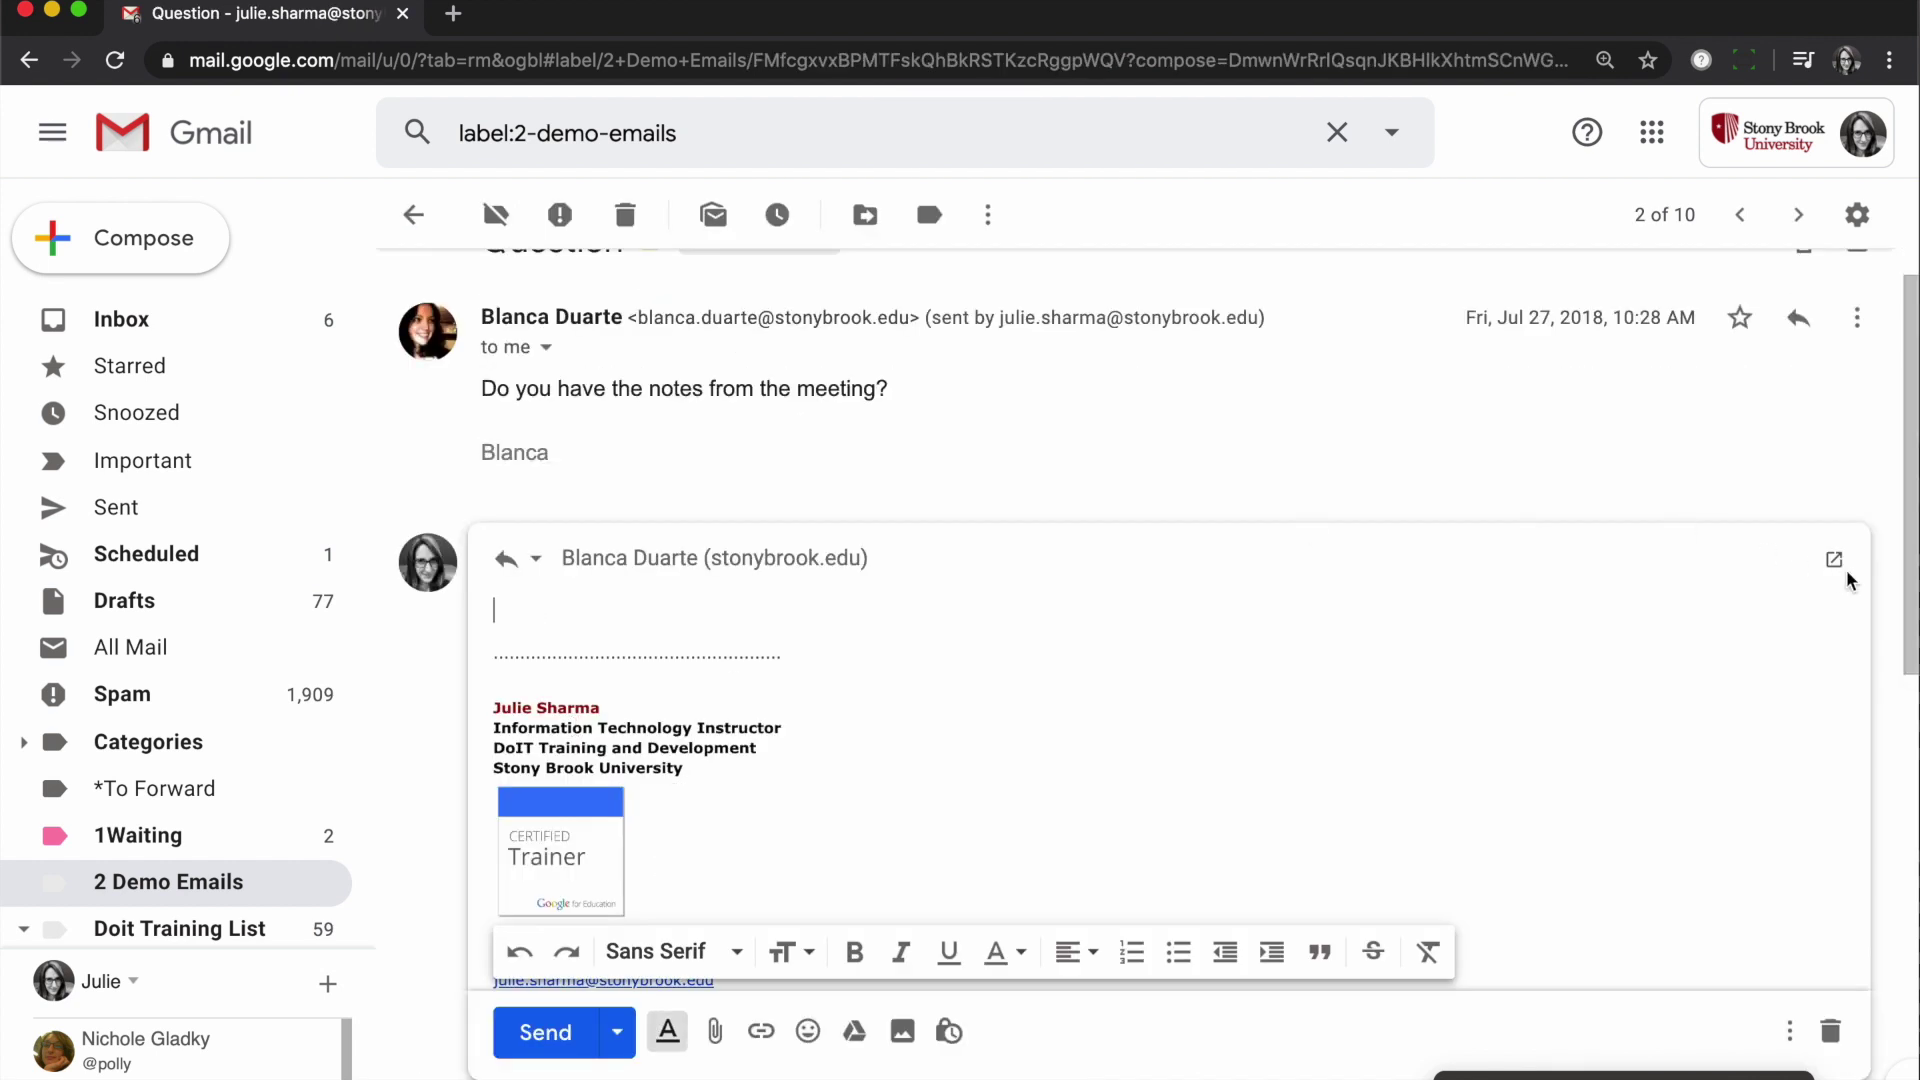 Question - julie.sharma@stony
mail.google.com/mail/u/0/?tab=rm&ogbl#label/2+Demo+Emails/FMfcgxvxBPMTFskQhBkRSTKzcRggpWQV?compose=DmwnWrRrlQsqnJKBHlkXhtmSCnWG...
Gmail
label:2-demo-emails
Stony Brook
University
Compose
2 of 10
Question
Inbox 6
Starred
Snoozed
Important
Sent
Scheduled 1
Drafts 77
All Mail
Spam 1,909
Categories
*To Forward
1Waiting 2
2 Demo Emails
Doit Training List 59
Julie
Nichole Gladky
@polly
Blanca Duarte <blanca.duarte@stonybrook.edu> (sent by julie.sharma@stonybrook.edu)
Fri, Jul 27, 2018, 10:28 AM
to me
Do you have the notes from the meeting?
Blanca
Blanca Duarte (stonybrook.edu)
Julie Sharma
Information Technology Instructor
DoIT Training and Development
Stony Brook University
CERTIFIED
Trainer
Google for Education
Sans Serif
julie.sharma@stonybrook.edu
Send